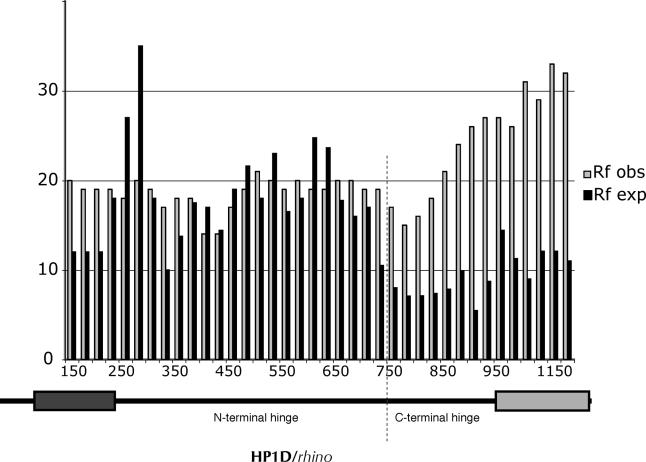 30
20
10
0
Rf obs
Rf exp
150 250 350 450 550 650 750 850 950 1150
N-terminal hinge C-terminal hinge
HP1D/rhino